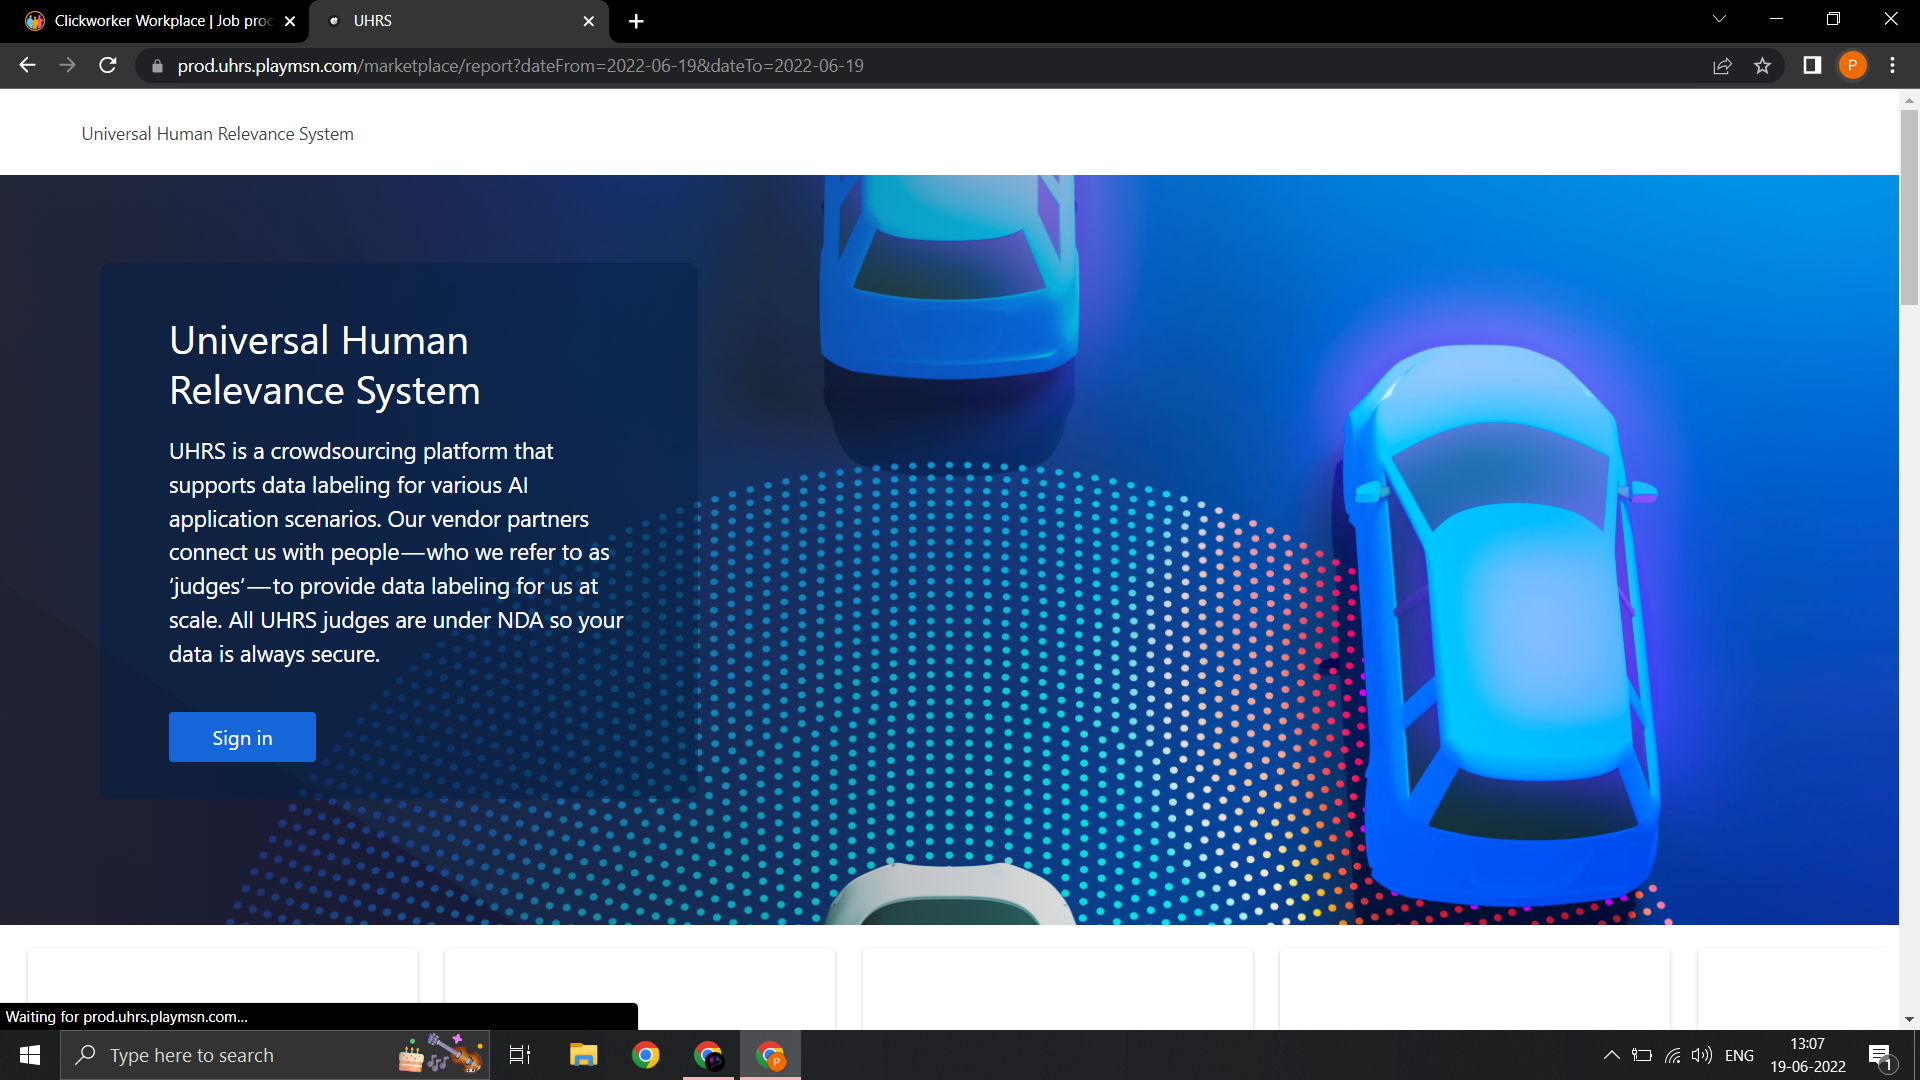 Clickworker Workplace | Job proc
UHRS
prod.uhrs.playmsn.com/marketplace/report?dateFrom=2022-06-19&dateTo=2022-06-19
P
Universal Human Relevance System
Universal Human
Relevance System
UHRS is a crowdsourcing platform that
supports data labeling for various AI
application scenarios. Our vendor partners
connect us with people—who we refer to as
‘judges’—to provide data labeling for us at
scale. All UHRS judges are under NDA so your
data is always secure.
Sign in
Waiting for prod.uhrs.playmsn.com...
Type here to search
P
ENG
13:07
19-06-2022
1